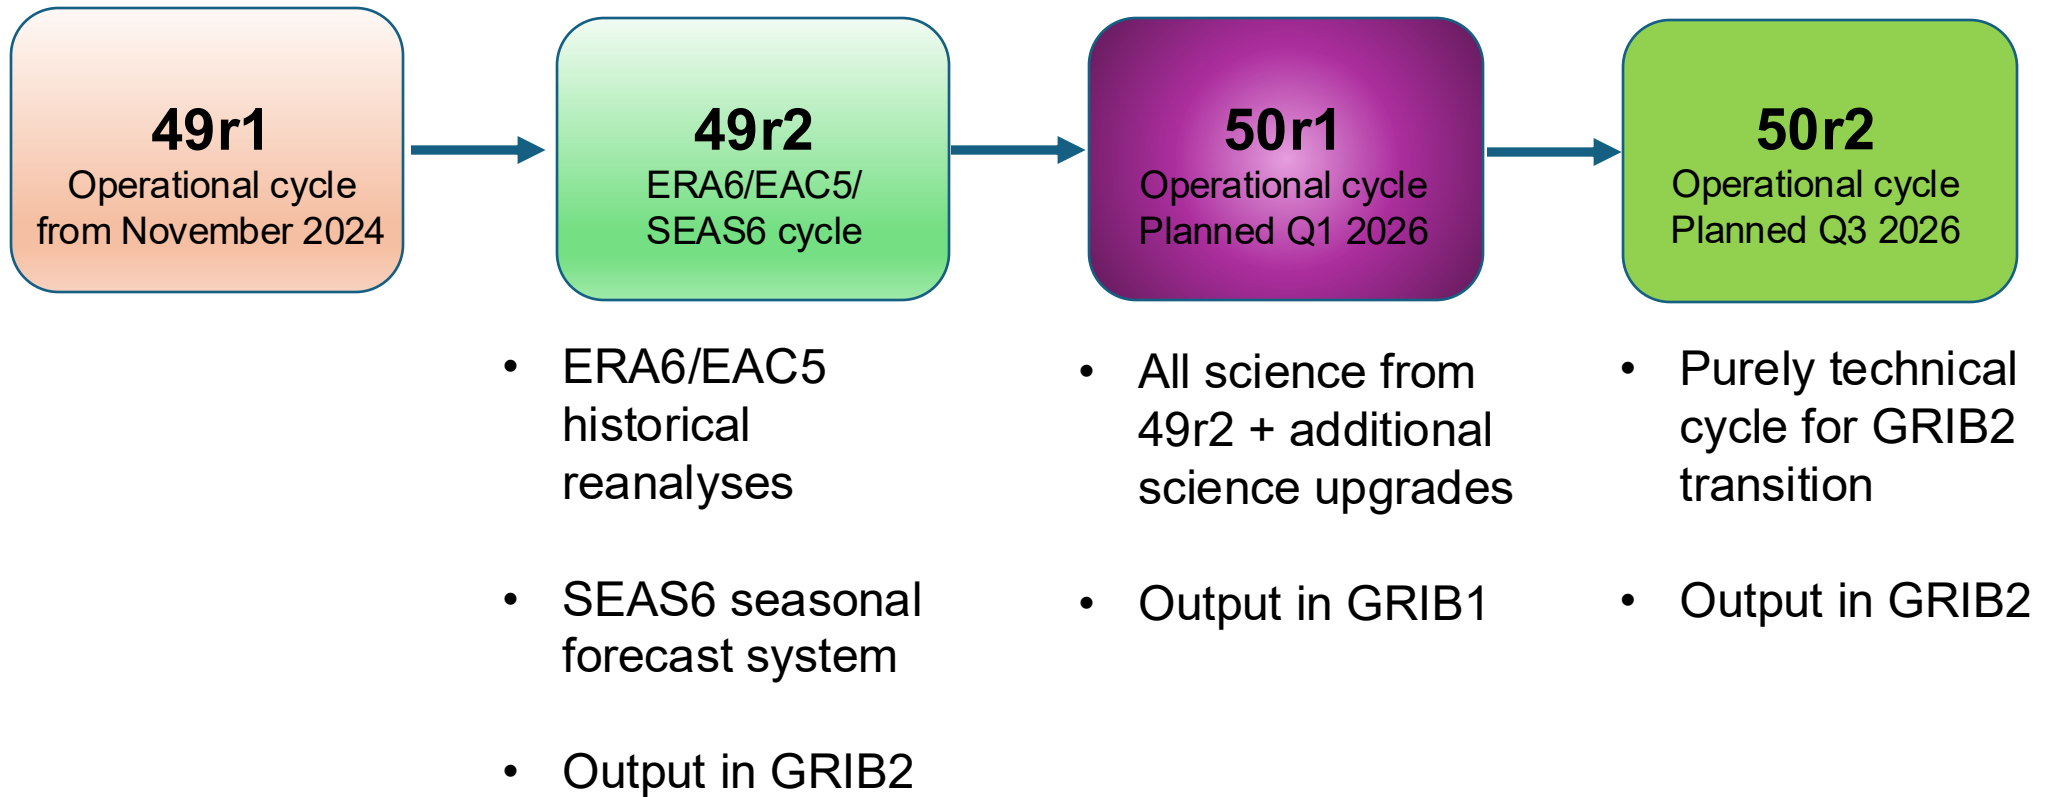 49r1
Operational cycle
from November 2024
49r2
ERA6/EAC5/
SEAS6 cycle
50r1
Operational cycle
Planned Q1 2026
50r2
Operational cycle
Planned Q3 2026
• ERA6/EAC5
historical
reanalyses
• SEAS6 seasonal
forecast system
• Output in GRIB2
• All science from
49r2 + additional
science upgrades
• Output in GRIB1
• Purely technical
cycle for GRIB2
transition
• Output in GRIB2